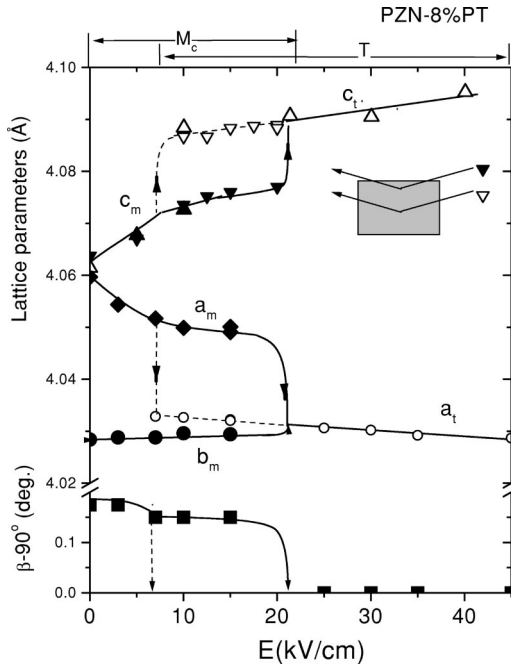 PZN-8%PT
M_c
T
4.10
c_t
4.08
c_m
4.06
a_m
4.04
a_t
b_m
4.02
0.1
0.0
0 10 20 30 40
Lattice parameters (Å)
β-90° (deg.)
E(kV/cm)